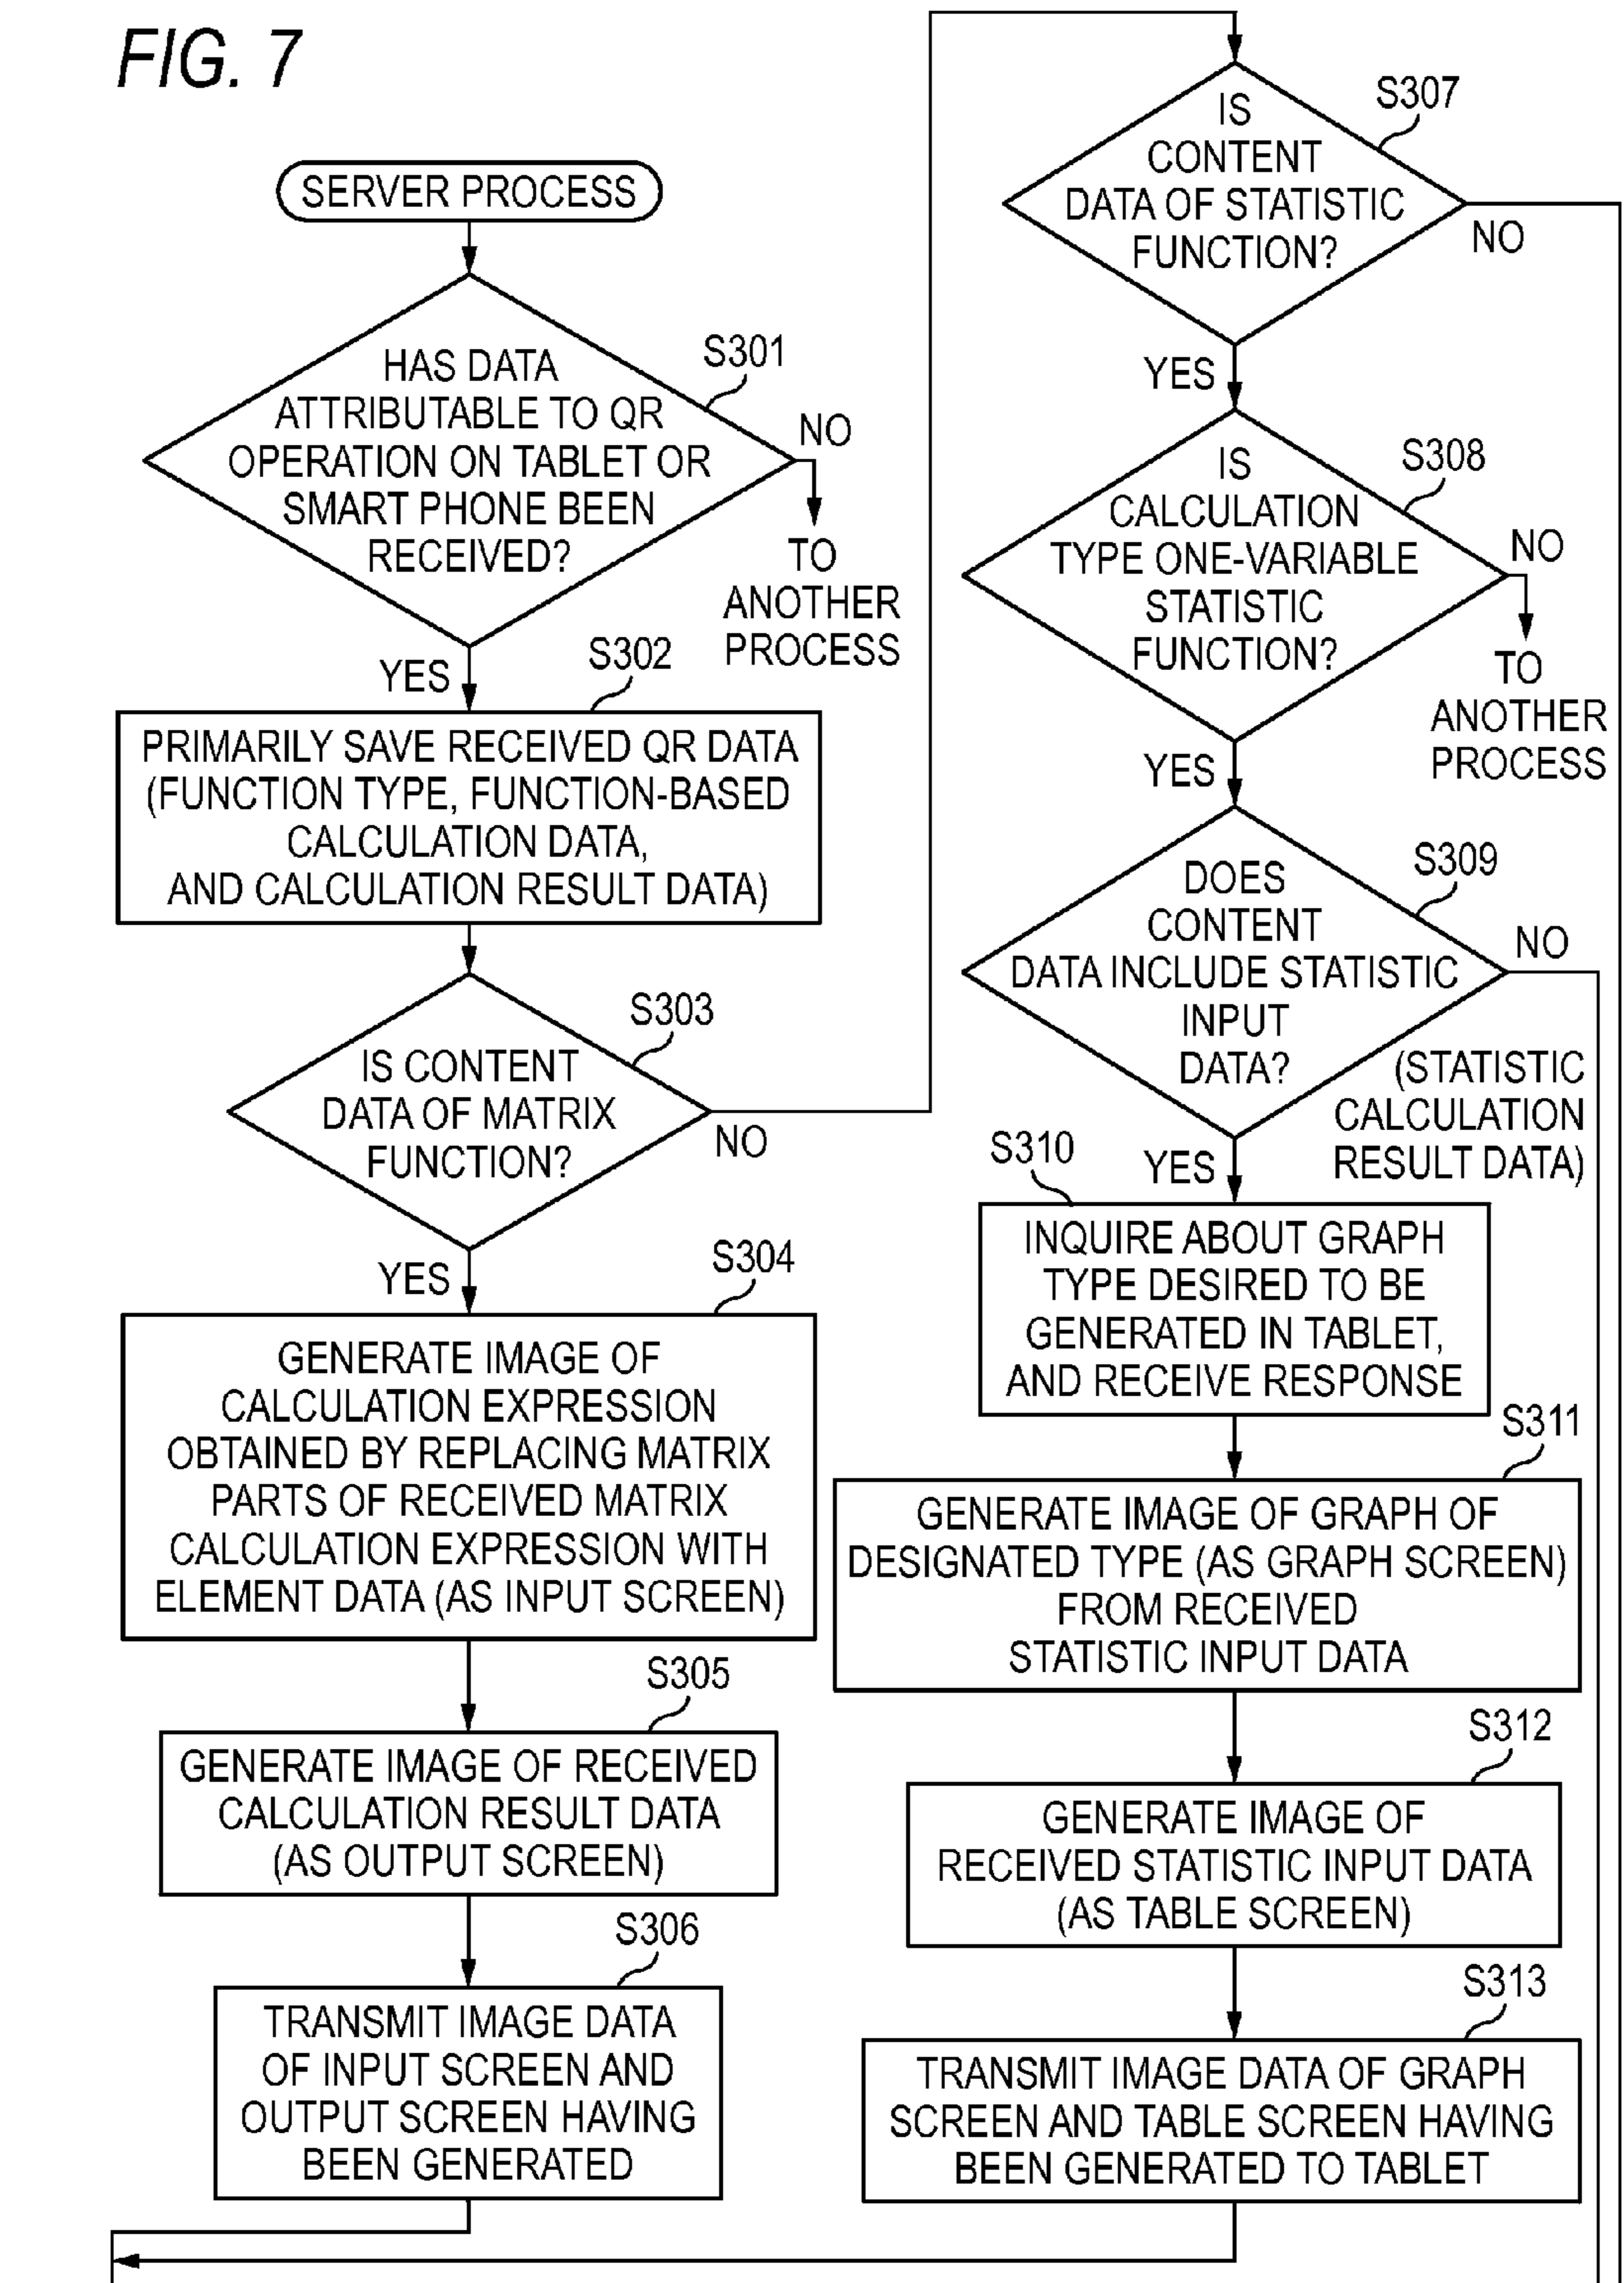 FIG. 7
SERVER PROCESS
S301
HAS DATA
ATTRIBUTABLE TO QR
OPERATION ON TABLET OR
SMART PHONE BEEN
RECEIVED?
NO
TO
ANOTHER
PROCESS
YES
S302
PRIMARILY SAVE RECEIVED QR DATA
(FUNCTION TYPE, FUNCTION-BASED
CALCULATION DATA,
AND CALCULATION RESULT DATA)
S303
IS CONTENT
DATA OF MATRIX
FUNCTION?
NO
YES
S304
GENERATE IMAGE OF
CALCULATION EXPRESSION
OBTAINED BY REPLACING MATRIX
PARTS OF RECEIVED MATRIX
CALCULATION EXPRESSION WITH
ELEMENT DATA (AS INPUT SCREEN)
S305
GENERATE IMAGE OF RECEIVED
CALCULATION RESULT DATA
(AS OUTPUT SCREEN)
S306
TRANSMIT IMAGE DATA
OF INPUT SCREEN AND
OUTPUT SCREEN HAVING
BEEN GENERATED
S307
IS
CONTENT
DATA OF STATISTIC
FUNCTION?
NO
YES
S308
IS
CALCULATION
TYPE ONE-VARIABLE
STATISTIC
FUNCTION?
NO
TO
ANOTHER
PROCESS
YES
S309
DOES
CONTENT
DATA INCLUDE STATISTIC
INPUT
DATA?
NO
(STATISTIC
CALCULATION
RESULT DATA)
YES
S310
INQUIRE ABOUT GRAPH
TYPE DESIRED TO BE
GENERATED IN TABLET,
AND RECEIVE RESPONSE
S311
GENERATE IMAGE OF GRAPH OF
DESIGNATED TYPE (AS GRAPH SCREEN)
FROM RECEIVED
STATISTIC INPUT DATA
S312
GENERATE IMAGE OF
RECEIVED STATISTIC INPUT DATA
(AS TABLE SCREEN)
S313
TRANSMIT IMAGE DATA OF GRAPH
SCREEN AND TABLE SCREEN HAVING
BEEN GENERATED TO TABLET